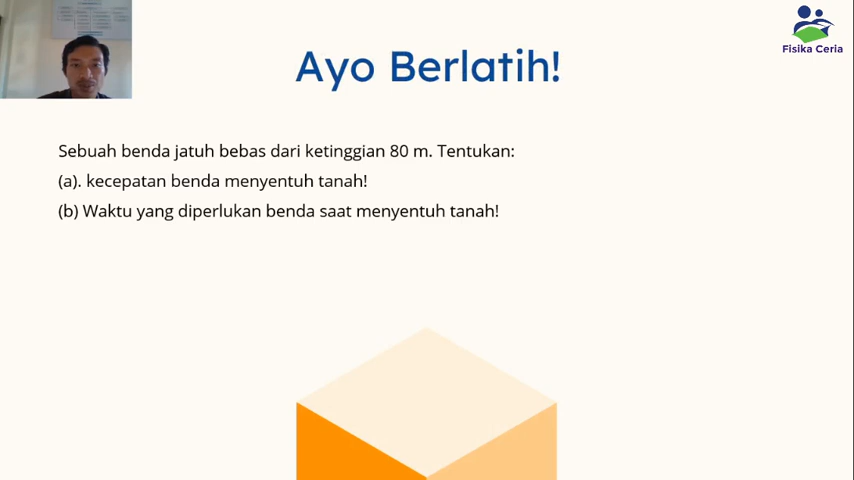 Ayo Berlatih!
Fisika Ceria
Sebuah benda jatuh bebas dari ketinggian 80 m. Tentukan:
(a). kecepatan benda menyentuh tanah!
(b) Waktu yang diperlukan benda saat menyentuh tanah!